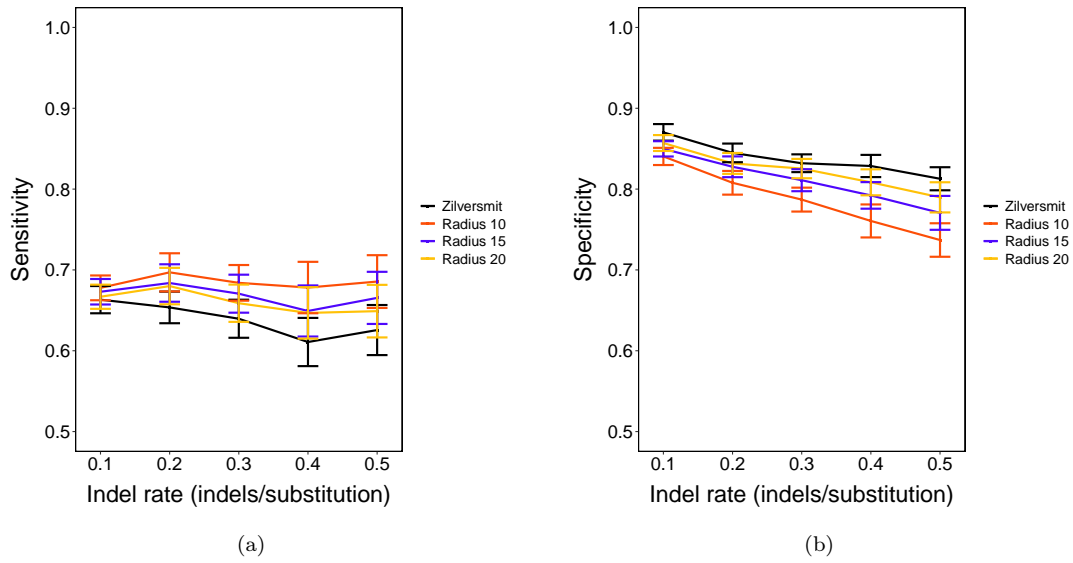 1.0
0.9
0.8
0.7
0.6
0.5
Sensitivity
0.1 0.2 0.3 0.4 0.5
Indel rate (indels/substitution)
Zilversmit
Radius 10
Radius 15
Radius 20
(a)
1.0
0.9
0.8
0.7
0.6
0.5
Specificity
0.1 0.2 0.3 0.4 0.5
Indel rate (indels/substitution)
Zilversmit
Radius 10
Radius 15
Radius 20
(b)